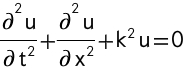 ∂²u/∂t² + ∂²u/∂x² + k²u = 0